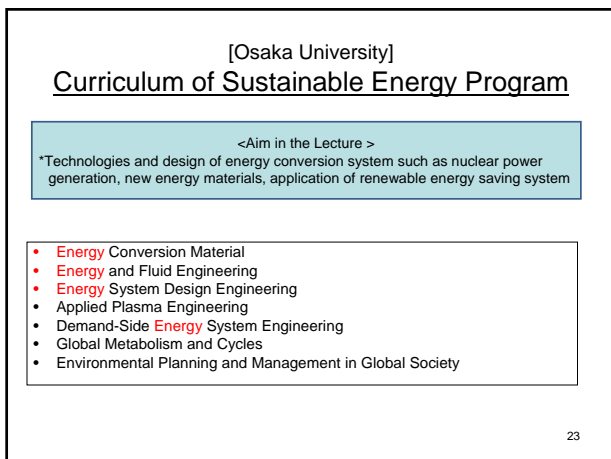 [Osaka University]
Curriculum of Sustainable Energy Program
<Aim in the Lecture >
*Technologies and design of energy conversion system such as nuclear power
generation, new energy materials, application of renewable energy saving system
• Energy Conversion Material
• Energy and Fluid Engineering
• Energy System Design Engineering
• Applied Plasma Engineering
• Demand-Side Energy System Engineering
• Global Metabolism and Cycles
• Environmental Planning and Management in Global Society
23